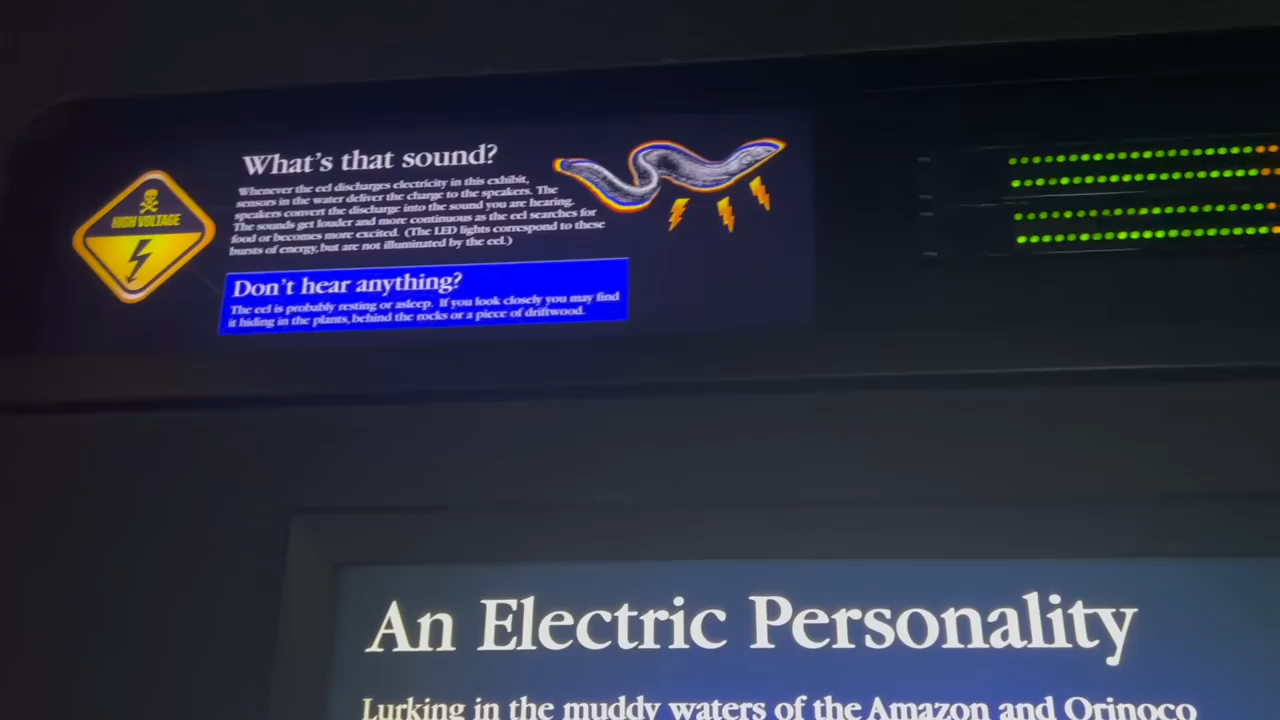 What's that sound?
Whenever the eel discharges electricity in this exhibit,
sensors in the water deliver the charge to the speakers. The
speakers convert the discharge into the sound you are hearing.
The sounds get louder and more continuous as the eel searches for
food or becomes more excited. (The LED lights correspond to these
bursts of energy, but are not illuminated by the eel.)
HIGH VOLTAGE
Don't hear anything?
The eel is probably resting or asleep. If you look closely you may find
it hiding in the plants, behind the rocks or a piece of driftwood.
An Electric Personality
Lurking in the muddy waters of the Amazon and Orinoco